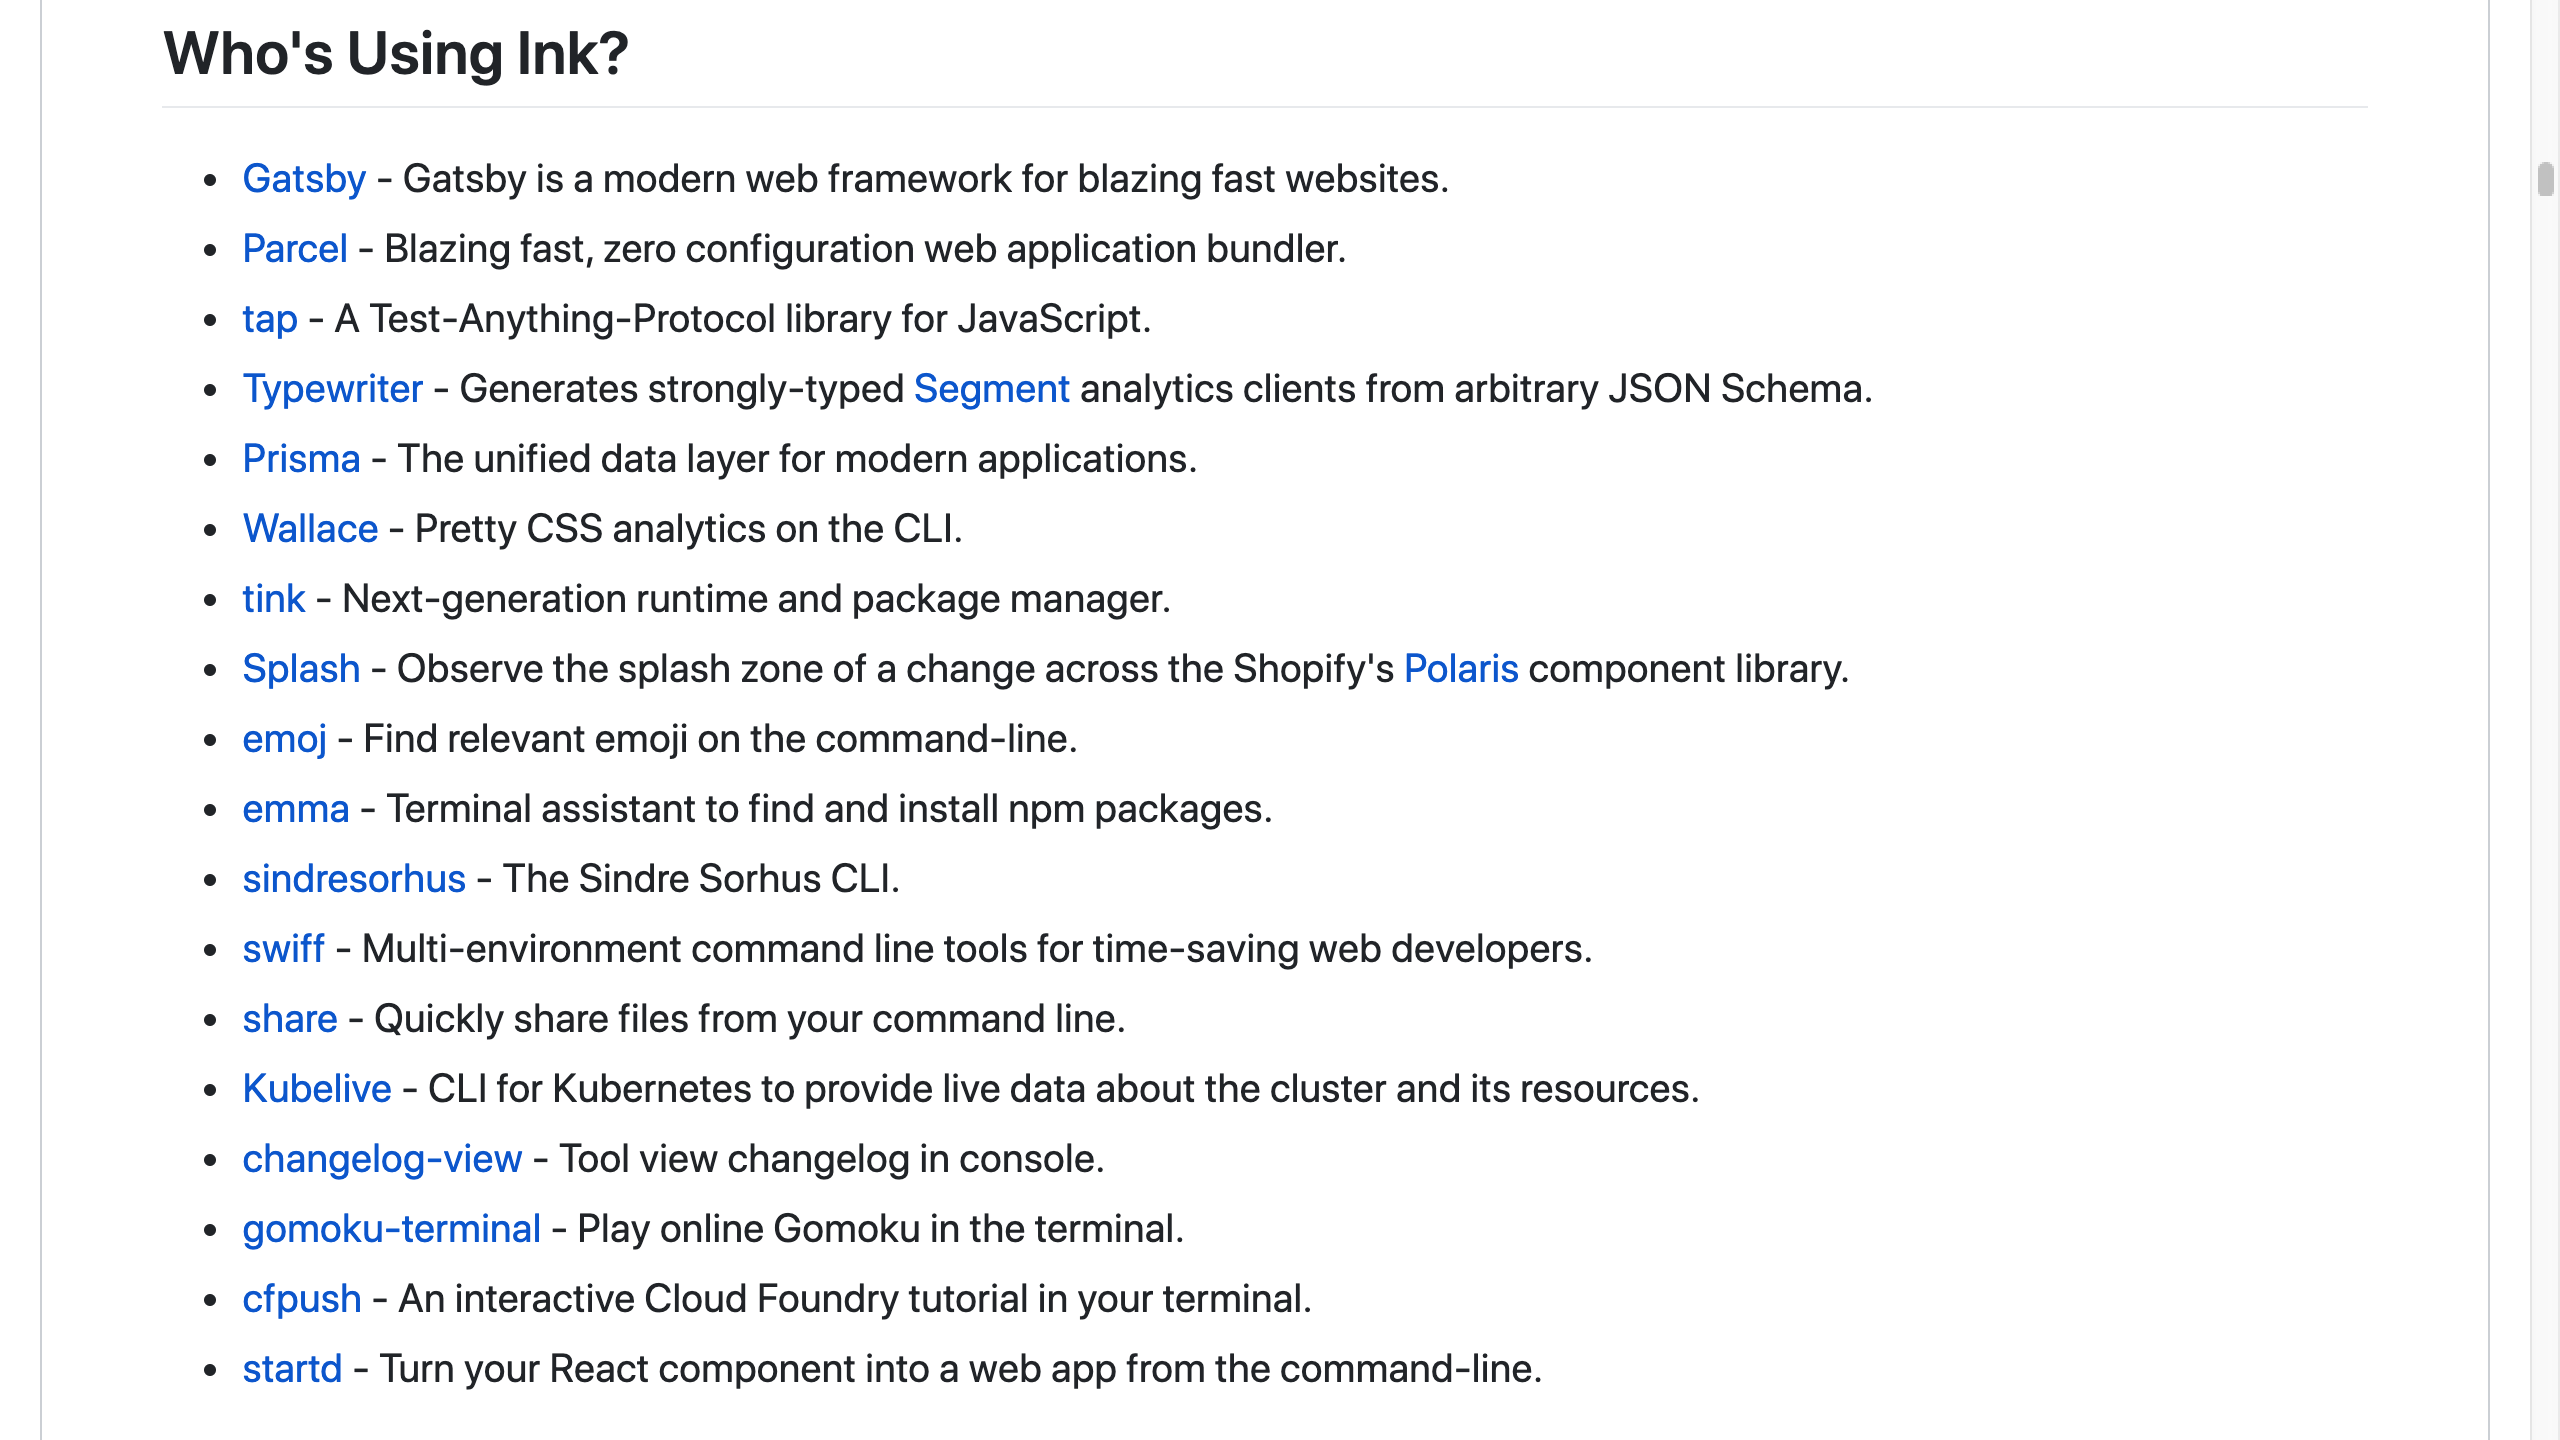 Who's Using Ink?
• Gatsby - Gatsby is a modern web framework for blazing fast websites.
• Parcel - Blazing fast, zero configuration web application bundler.
• tap - A Test-Anything-Protocol library for JavaScript.
• Typewriter - Generates strongly-typed Segment analytics clients from arbitrary JSON Schema.
• Prisma - The unified data layer for modern applications.
• Wallace - Pretty CSS analytics on the CLI.
• tink - Next-generation runtime and package manager.
• Splash - Observe the splash zone of a change across the Shopify's Polaris component library.
• emoj - Find relevant emoji on the command-line.
• emma - Terminal assistant to find and install npm packages.
• sindresorhus - The Sindre Sorhus CLI.
• swiff - Multi-environment command line tools for time-saving web developers.
• share - Quickly share files from your command line.
• Kubelive - CLI for Kubernetes to provide live data about the cluster and its resources.
• changelog-view - Tool view changelog in console.
• gomoku-terminal - Play online Gomoku in the terminal.
• cfpush - An interactive Cloud Foundry tutorial in your terminal.
• startd - Turn your React component into a web app from the command-line.